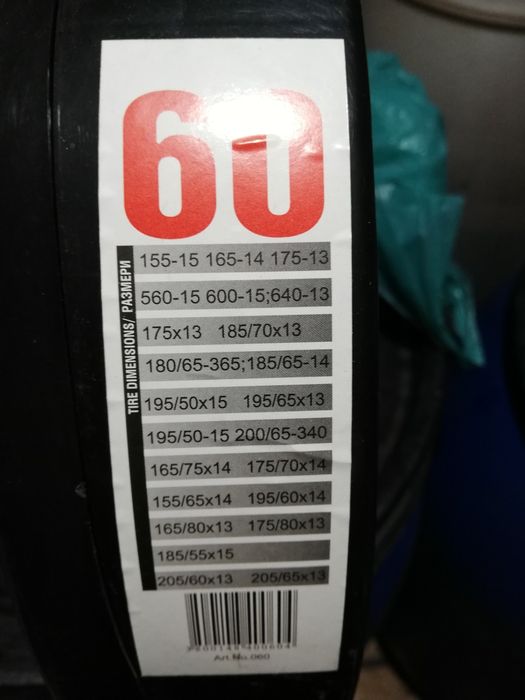 60
TIRE DIMENSIONS/ РАЗМЕРИ
155-15 165-14 175-13
560-15 600-15;640-13
175x13 185/70x13
180/65-365;185/65-14
195/50x15 195/65x13
195/50-15 200/65-340
165/75x14 175/70x14
155/65x14 195/60x14
165/80x13 175/80x13
185/55x15
205/60x13 205/65x13
Art.No.060